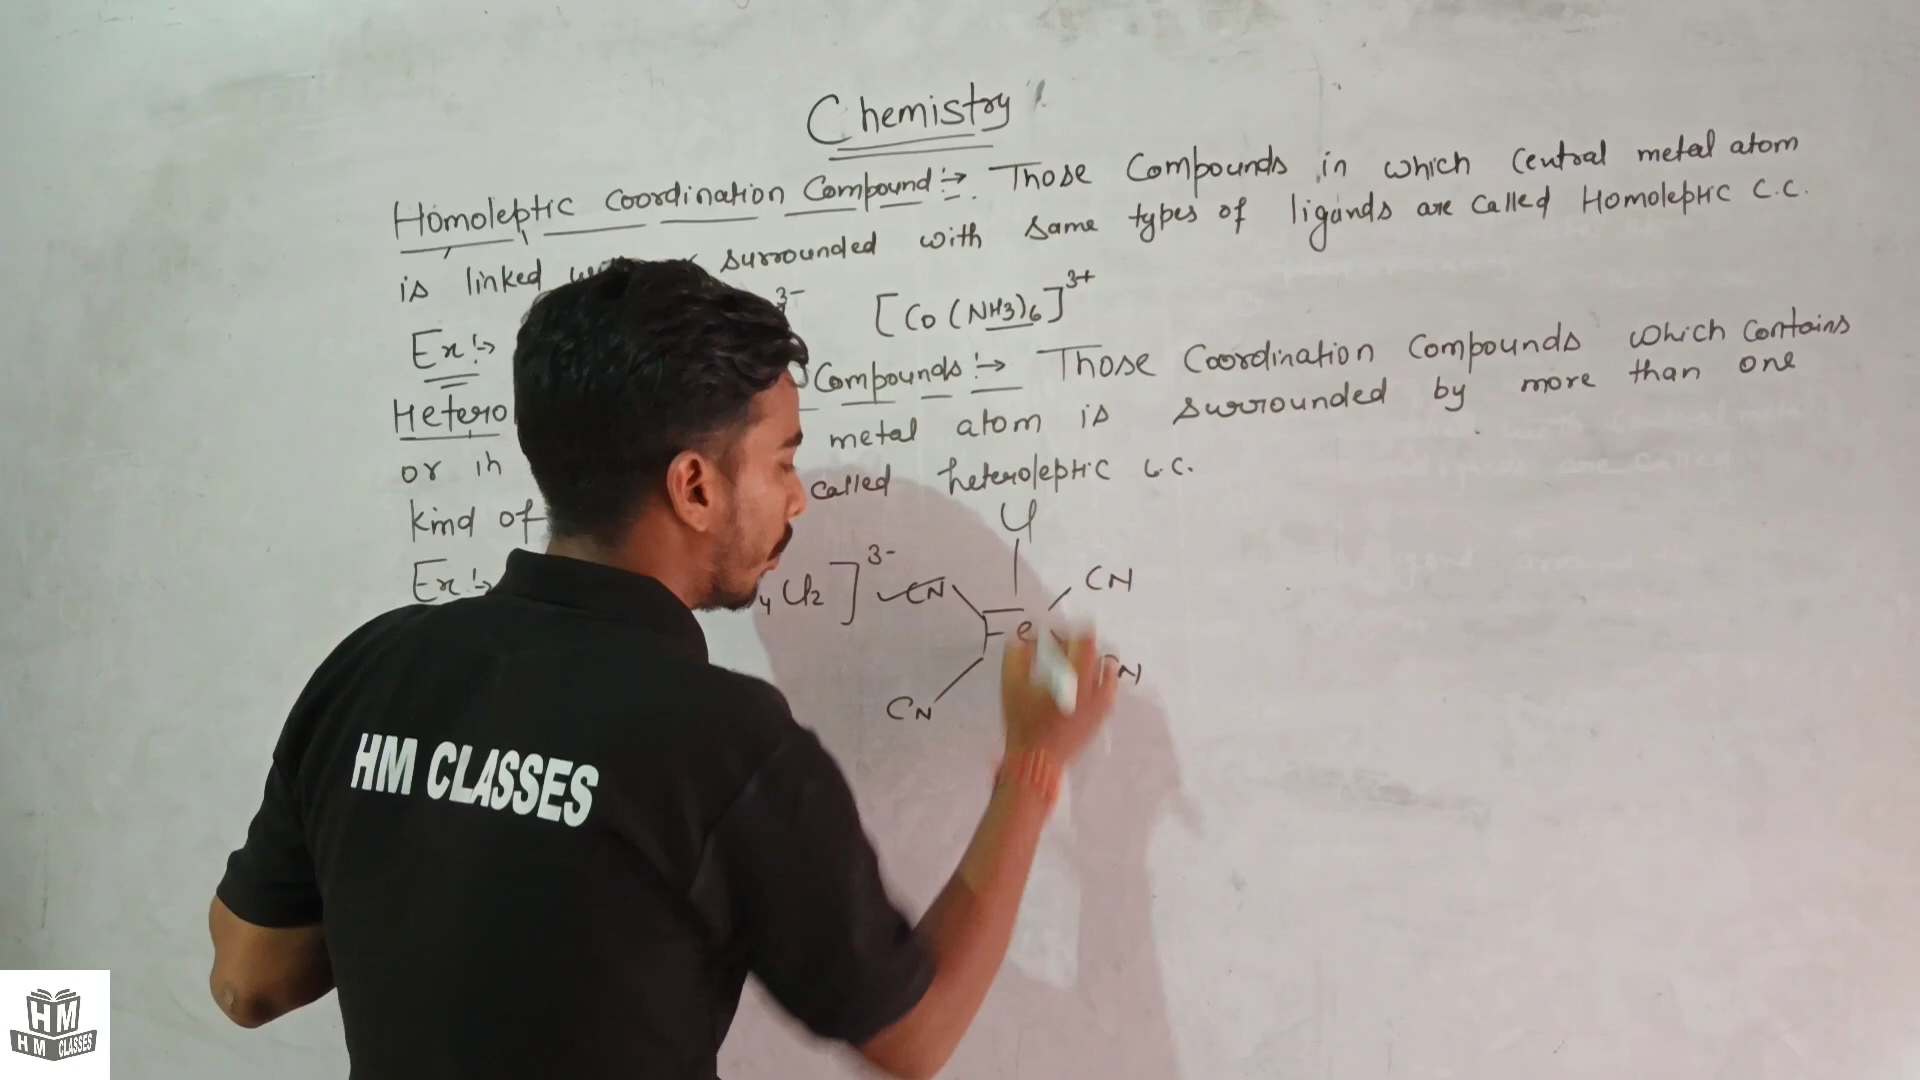 Chemistry
Homoleptic Coordination Compound :→ Those Compounds in which Central metal atom
is linked surrounded with same types of ligands are called Homoleptic C.C.
Ex :→ 3- [Co(NH3)6]3+
Hetero Compounds :→ Those Coordination Compounds which contains
or in metal atom is surrounded by more than one
kind of called heteroleptic C.C.
Ex :→ 4 Cl2]3-
Cl
CN CN
e
CN CN
HM CLASSES
HM
HM CLASSES